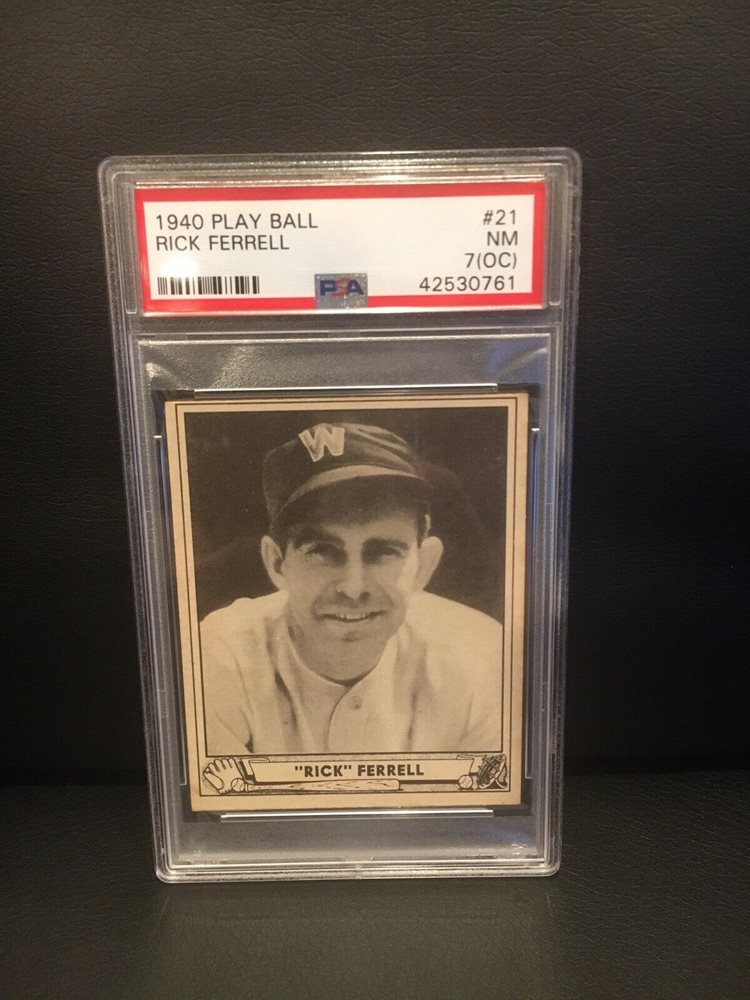 1940 PLAY BALL #21
RICK FERRELL NM
7(OC)
PSA 42530761
W
"RICK" FERRELL